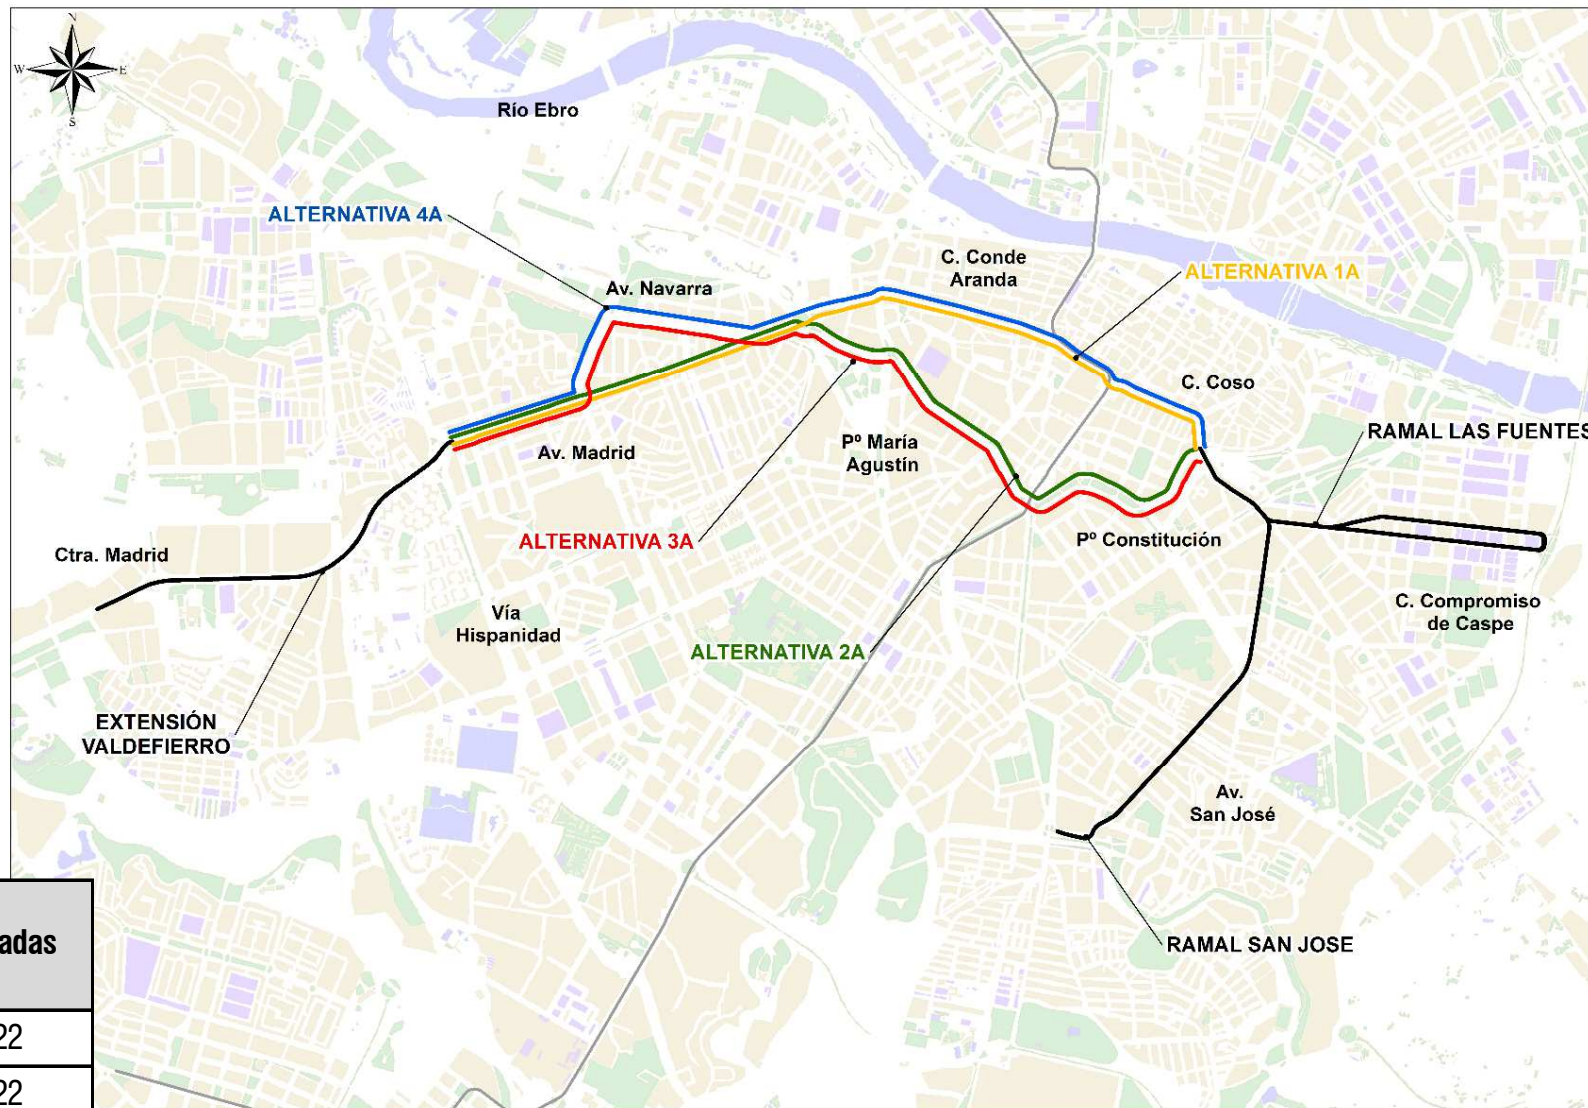 N
W
E
S
Río Ebro
ALTERNATIVA 4A
C. Conde
Aranda
ALTERNATIVA 1A
Av. Navarra
C. Coso
RAMAL LAS FUENTES
Av. Madrid
Pº María
Agustín
ALTERNATIVA 3A
Pº Constitución
Ctra. Madrid
Vía
Hispanidad
C. Compromiso
de Caspe
ALTERNATIVA 2A
EXTENSIÓN
VALDEFIERRO
Av.
San José
RAMAL SAN JOSE
adas
22
22